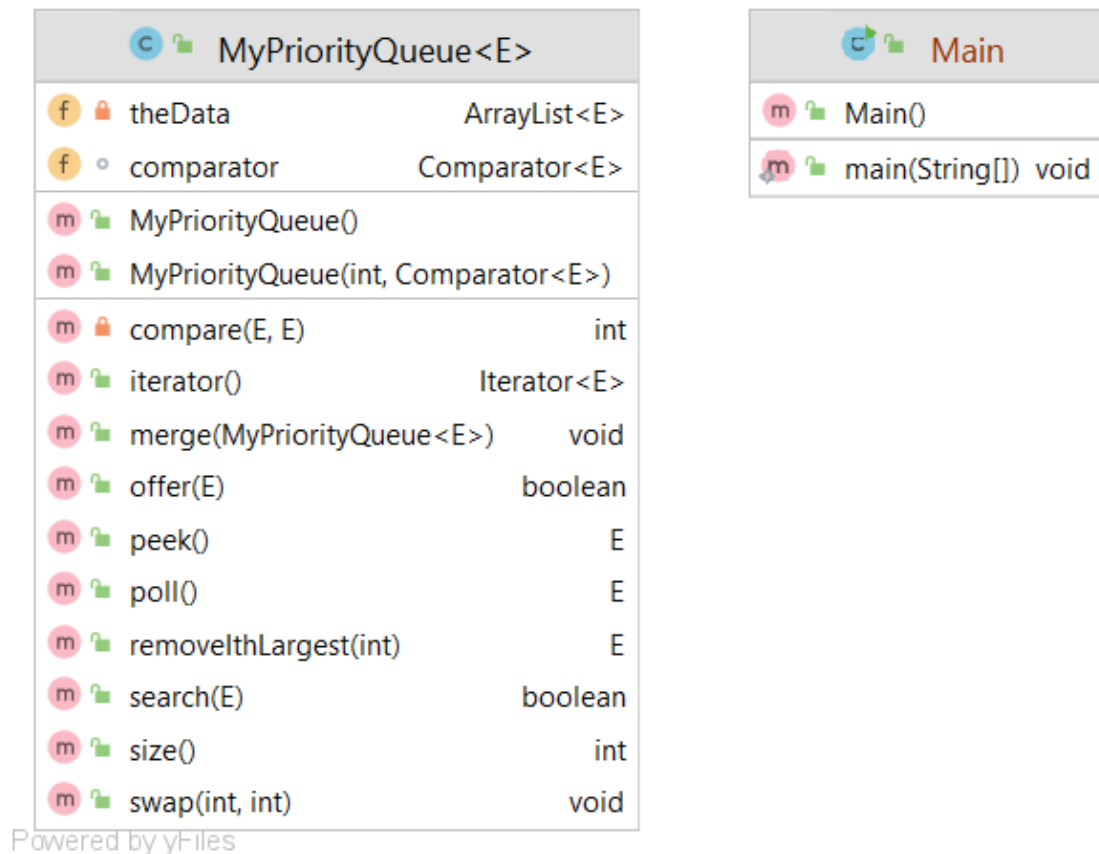 MyPriorityQueue<E>
theData ArrayList<E>
comparator Comparator<E>
MyPriorityQueue()
MyPriorityQueue(int, Comparator<E>)
compare(E, E) int
iterator() Iterator<E>
merge(MyPriorityQueue<E>) void
offer(E) boolean
peek() E
poll() E
removeIthLargest(int) E
search(E) boolean
size() int
swap(int, int) void
Main
Main()
main(String[]) void
Powered by yFiles